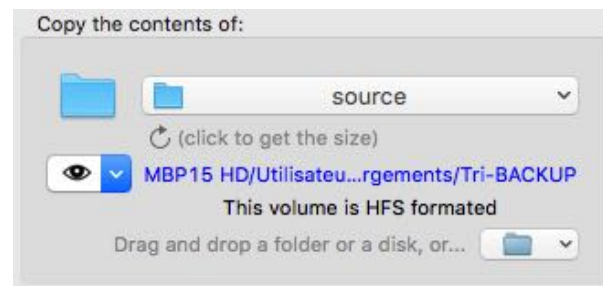 Copy the contents of:
source
(click to get the size)
MBP15 HD/Utilisateu...rgements/Tri-BACKUP
This volume is HFS formated
Drag and drop a folder or a disk, or...